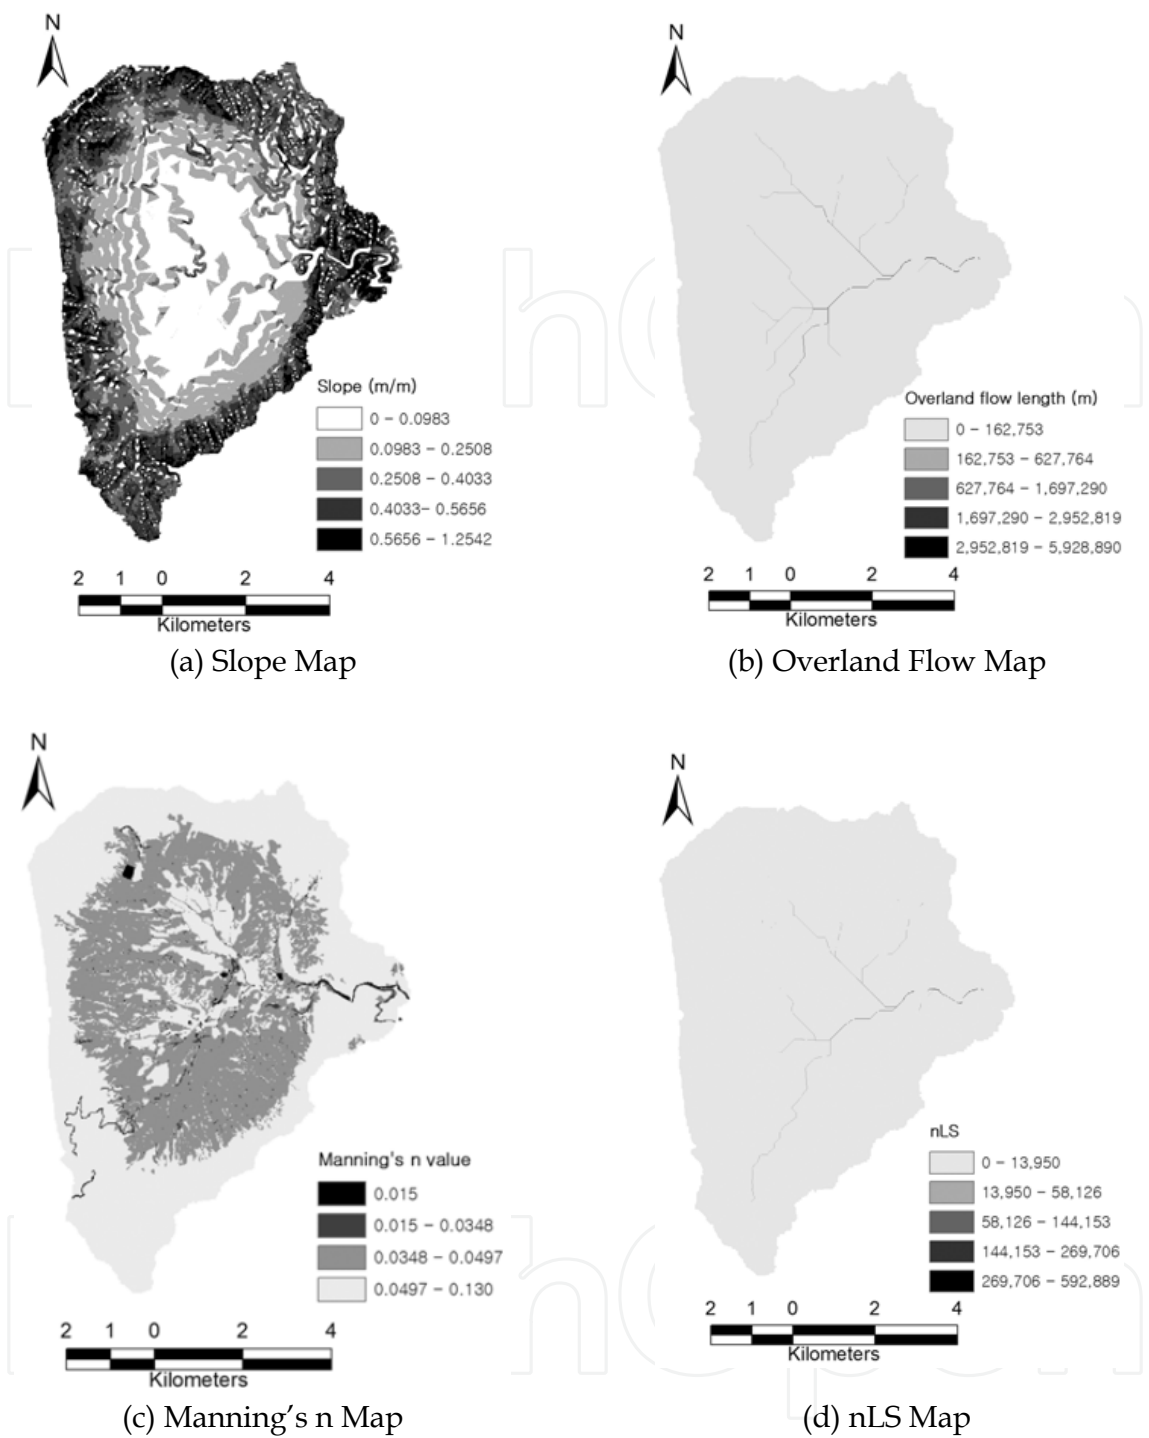 N
Slope (m/m)
0 - 0.0983
0.0983 - 0.2508
0.2508 - 0.4033
0.4033- 0.5656
0.5656 - 1.2542
2 1 0 2 4
Kilometers
(a) Slope Map
N
Overland flow length (m)
0 - 162,753
162,753 - 627,764
627,764 - 1,697,290
1,697,290 - 2,952,819
2,952,819 - 5,928,890
2 1 0 2 4
Kilometers
(b) Overland Flow Map
N
Manning's n value
0.015
0.015 - 0.0348
0.0348 - 0.0497
0.0497 - 0.130
2 1 0 2 4
Kilometers
(c) Manning’s n Map
N
nLS
0 - 13,950
13,950 - 58,126
58,126 - 144,153
144,153 - 269,706
269,706 - 592,889
2 1 0 2 4
Kilometers
(d) nLS Map